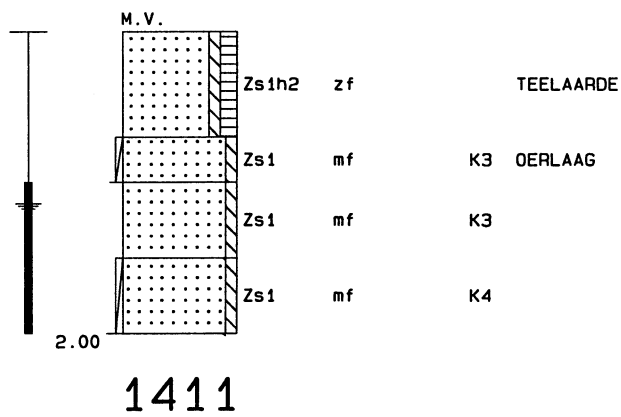 M.V.
Zs1h2 zf TEELAARDE
Zs1 mf K3 OERLAAG
Zs1 mf K3
Zs1 mf K4
2.00
1411